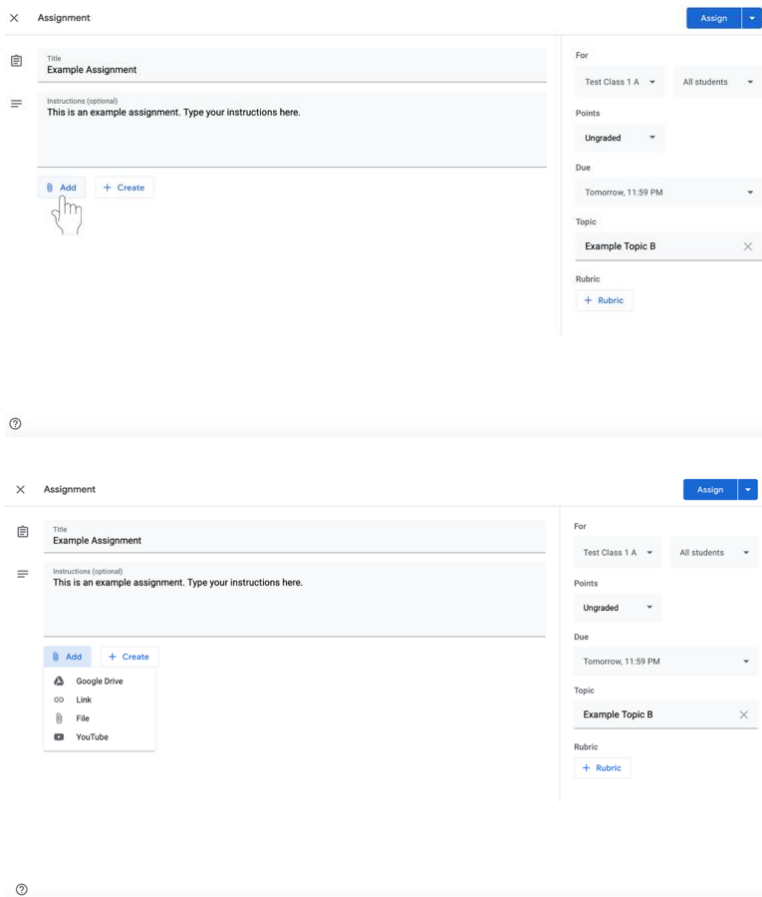 Assignment
Assign
Title
Example Assignment
Instructions (optional)
This is an example assignment. Type your instructions here.
Add
+ Create
For
Test Class 1 A
All students
Points
Ungraded
Due
Tomorrow, 11:59 PM
Topic
Example Topic B
Rubric
+ Rubric
Assignment
Assign
Title
Example Assignment
Instructions (optional)
This is an example assignment. Type your instructions here.
Add
+ Create
Google Drive
Link
File
YouTube
For
Test Class 1 A
All students
Points
Ungraded
Due
Tomorrow, 11:59 PM
Topic
Example Topic B
Rubric
+ Rubric